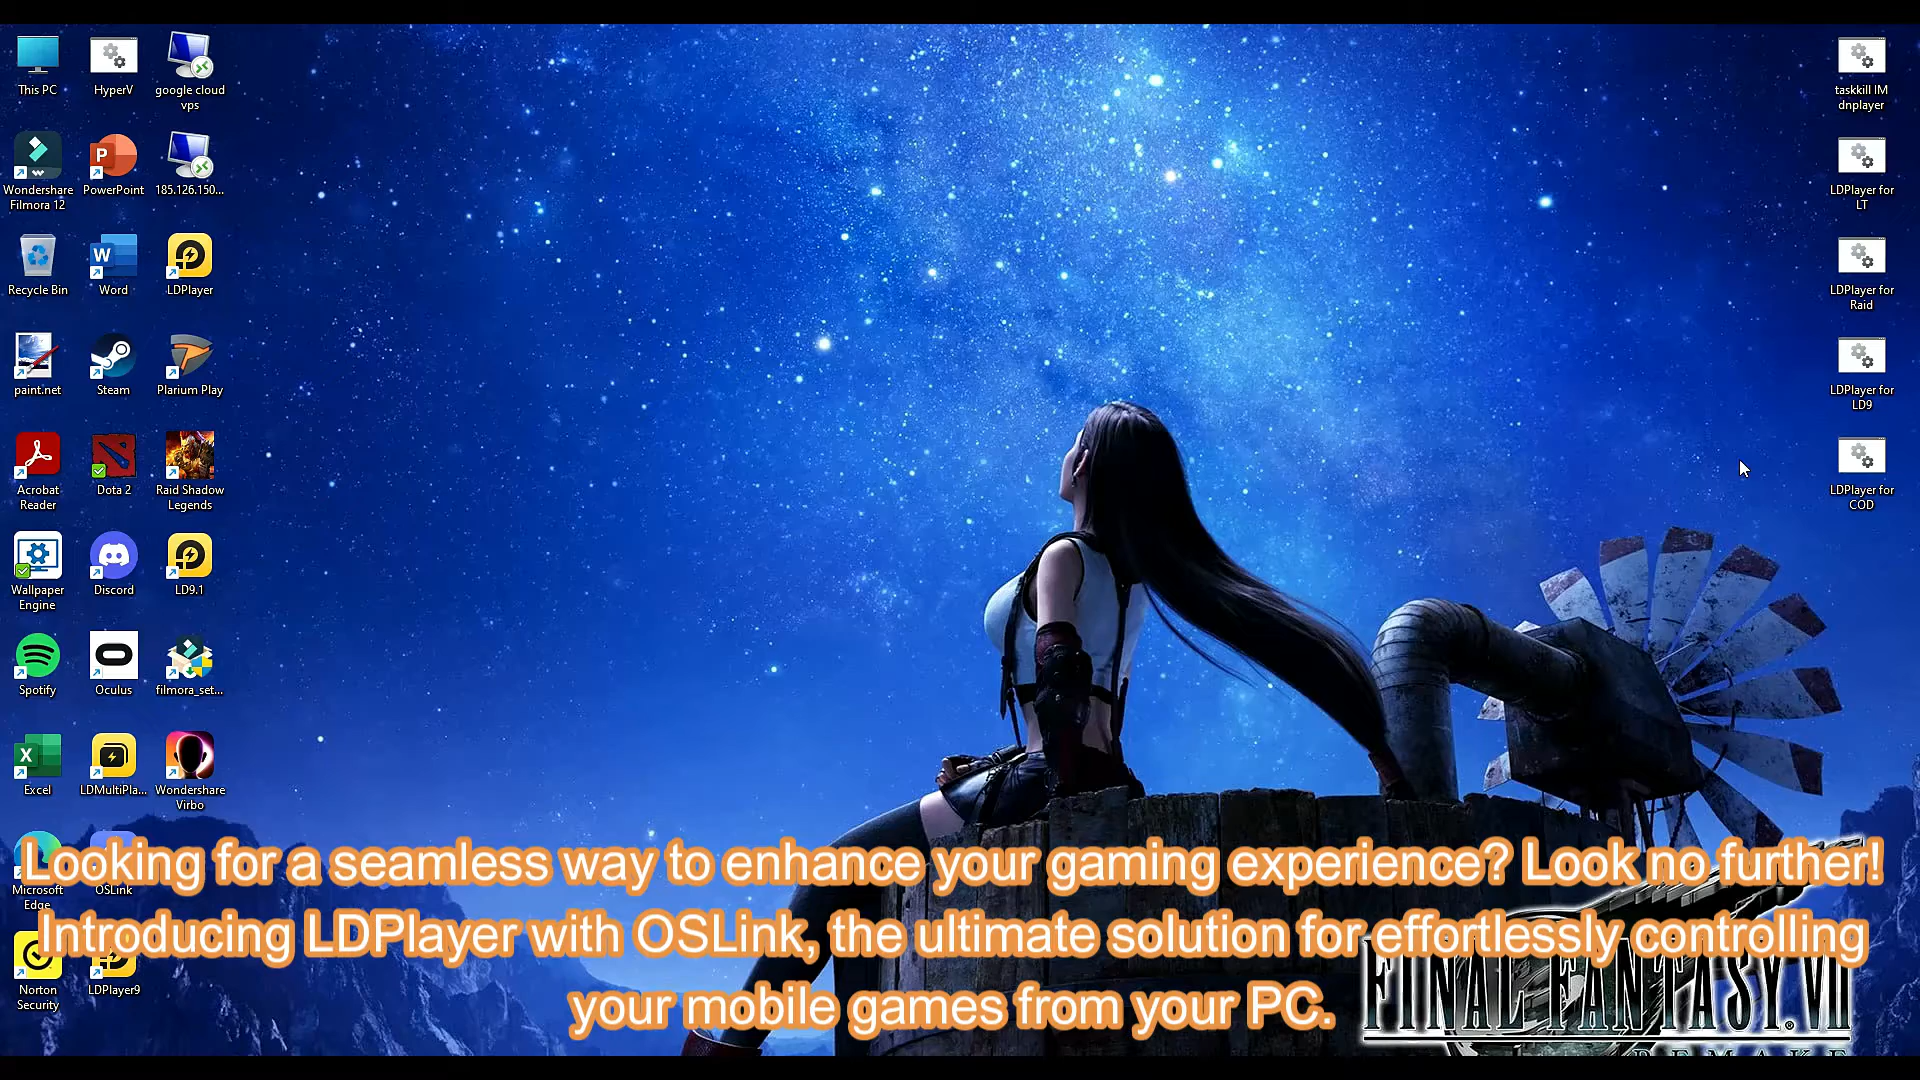 This PC
HyperV
google cloud
vps
Wondershare
Filmora 12
PowerPoint
185.126.150...
Recycle Bin
Word
LDPlayer
paint.net
Steam
Plarium Play
Acrobat
Reader
Dota 2
Raid Shadow
Legends
Wallpaper
Engine
Discord
LD9.1
Spotify
Oculus
filmora_set...
Excel
LDMultiPla...
Wondershare
Virbo
Microsoft
Edge
OSLink
Norton
Security
LDPlayer9
taskkill IM
dnplayer
LDPlayer for
LT
LDPlayer for
Raid
LDPlayer for
LD9
LDPlayer for
COD
Looking for a seamless way to enhance your gaming experience? Look no further!
Introducing LDPlayer with OSLink, the ultimate solution for effortlessly controlling
your mobile games from your PC.
FINAL FANTASY VII
REMAKE